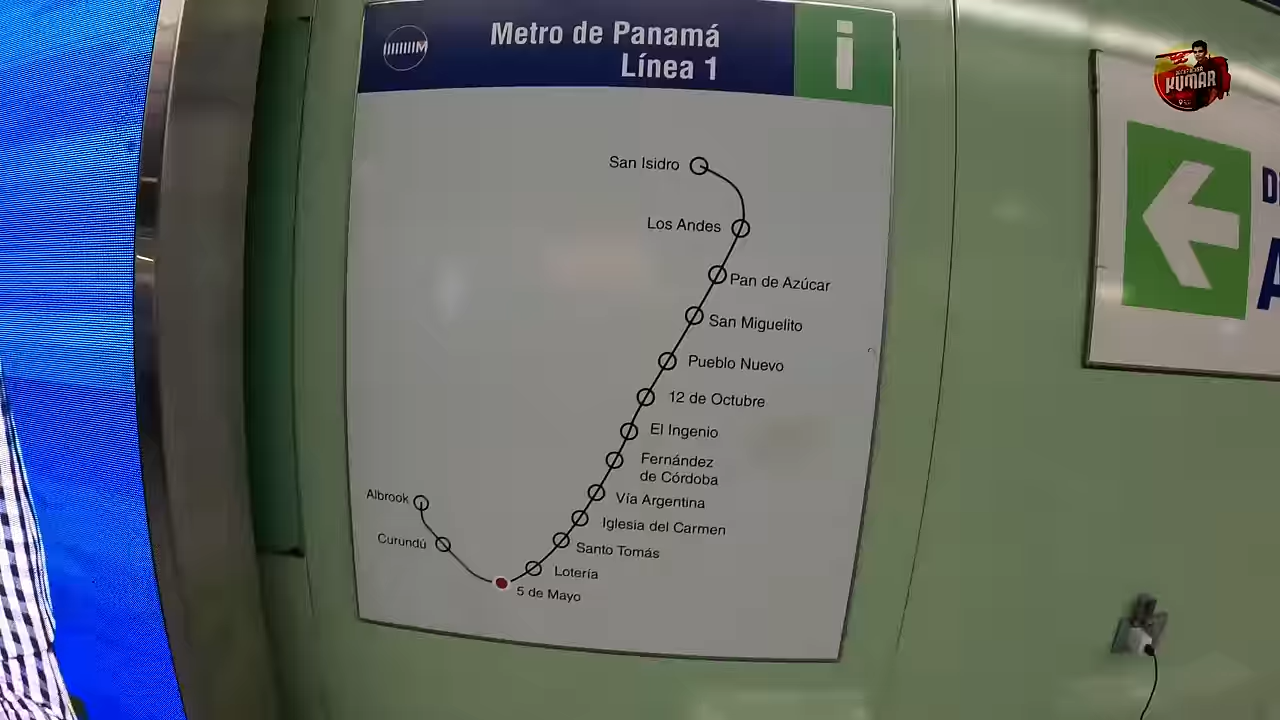 Metro de Panamá
Línea 1
San Isidro
Los Andes
Pan de Azúcar
San Miguelito
Pueblo Nuevo
12 de Octubre
El Ingenio
Fernández
de Córdoba
Vía Argentina
Iglesia del Carmen
Santo Tomás
Lotería
5 de Mayo
Curundú
Albrook
KUMAR